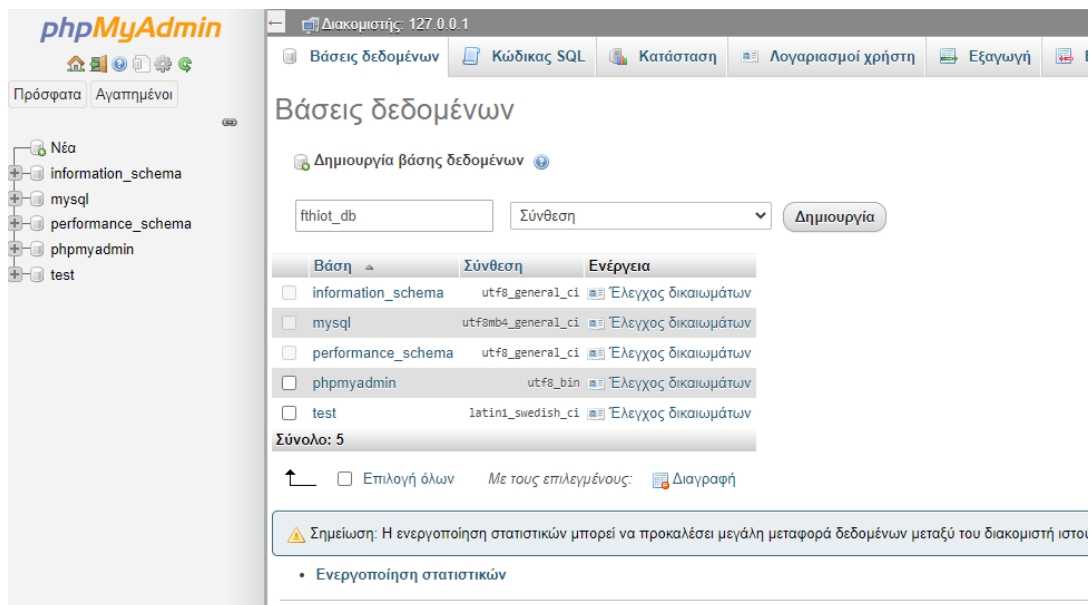 phpMyAdmin
Πρόσφατα Αγαπημένοι
Νέα
information_schema
mysql
performance_schema
phpmyadmin
test
Διακομιστής: 127.0.0.1
Βάσεις δεδομένων Κώδικας SQL Κατάσταση Λογαριασμοί χρήστη Εξαγωγή
Βάσεις δεδομένων
Δημιουργία βάσης δεδομένων
fthiot_db Σύνθεση Δημιουργία
Βάση Σύνθεση Ενέργεια
information_schema utf8_general_ci Έλεγχος δικαιωμάτων
mysql utf8mb4_general_ci Έλεγχος δικαιωμάτων
performance_schema utf8_general_ci Έλεγχος δικαιωμάτων
phpmyadmin utf8_bin Έλεγχος δικαιωμάτων
test latin1_swedish_ci Έλεγχος δικαιωμάτων
Σύνολο: 5
Επιλογή όλων Με τους επιλεγμένους: Διαγραφή
Σημείωση: Η ενεργοποίηση στατιστικών μπορεί να προκαλέσει μεγάλη μεταφορά δεδομένων μεταξύ του διακομιστή ιστού
• Ενεργοποίηση στατιστικών